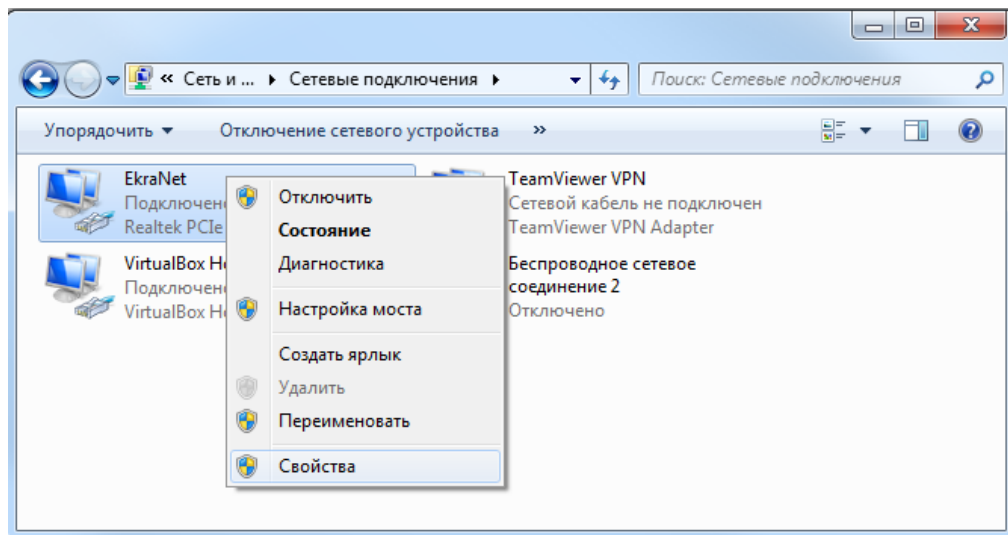 « Сеть и ... ▸ Сетевые подключения ▸
Поиск: Сетевые подключения
Упорядочить ▾ Отключение сетевого устройства »
EkraNet
Подключено
Realtek PCIe
VirtualBox
Подключено
VirtualBox
TeamViewer VPN
Сетевой кабель не подключен
TeamViewer VPN Adapter
Беспроводное сетевое
соединение 2
Отключено
Отключить
Состояние
Диагностика
Настройка моста
Создать ярлык
Удалить
Переименовать
Свойства